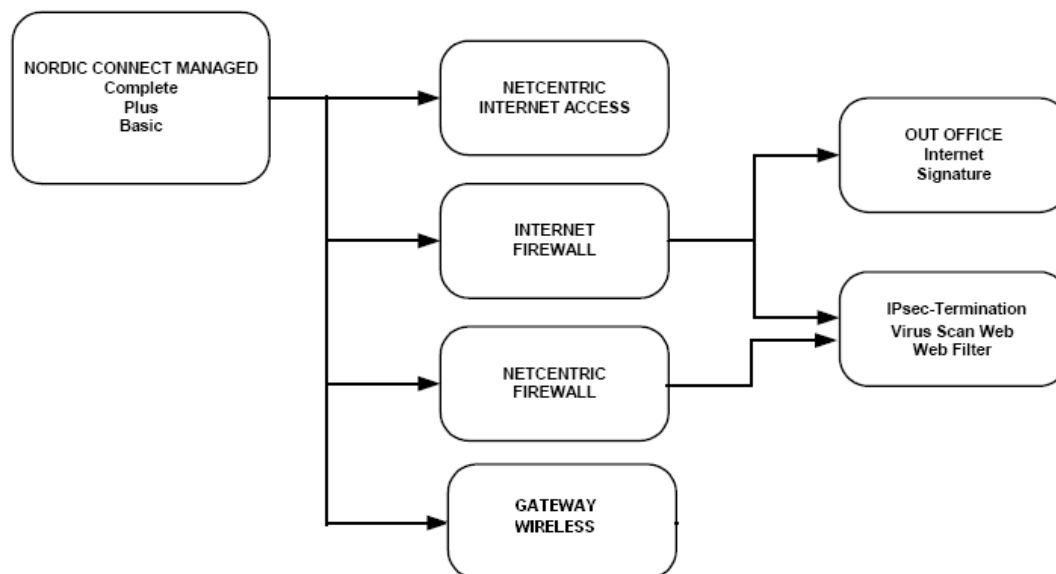 NORDIC CONNECT MANAGED
Complete
Plus
Basic
NETCENTRIC
INTERNET ACCESS
INTERNET
FIREWALL
NETCENTRIC
FIREWALL
GATEWAY
WIRELESS
OUT OFFICE
Internet
Signature
IPsec-Termination
Virus Scan Web
Web Filter